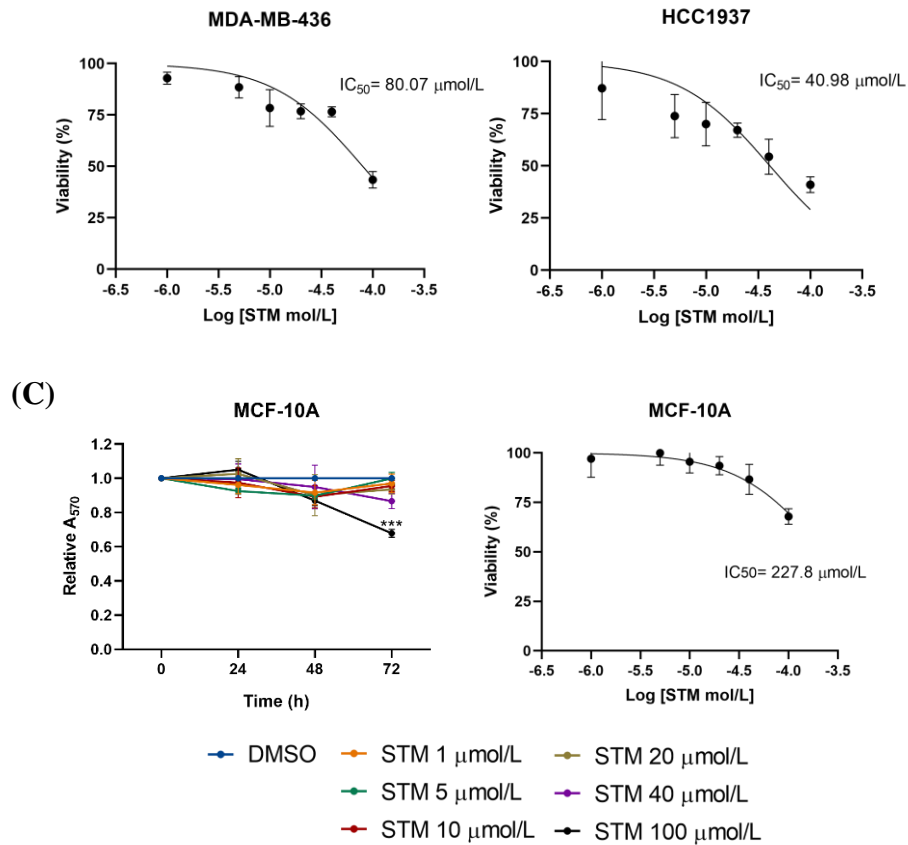 MDA-MB-436
100
75
50
25
0
Viability (%)
IC50= 80.07 μmol/L
-6.5 -6.0 -5.5 -5.0 -4.5 -4.0 -3.5
Log [STM mol/L]
HCC1937
100
75
50
25
0
Viability (%)
IC50= 40.98 μmol/L
-6.5 -6.0 -5.5 -5.0 -4.5 -4.0 -3.5
Log [STM mol/L]
(C)
MCF-10A
1.2
1.0
0.8
0.6
0.4
0.2
0.0
Relative A570
***
0 24 48 72
Time (h)
MCF-10A
100
75
50
25
0
Viability (%)
IC50= 227.8 μmol/L
-6.5 -6.0 -5.5 -5.0 -4.5 -4.0 -3.5
Log [STM mol/L]
DMSO
STM 1 μmol/L
STM 20 μmol/L
STM 5 μmol/L
STM 40 μmol/L
STM 10 μmol/L
STM 100 μmol/L